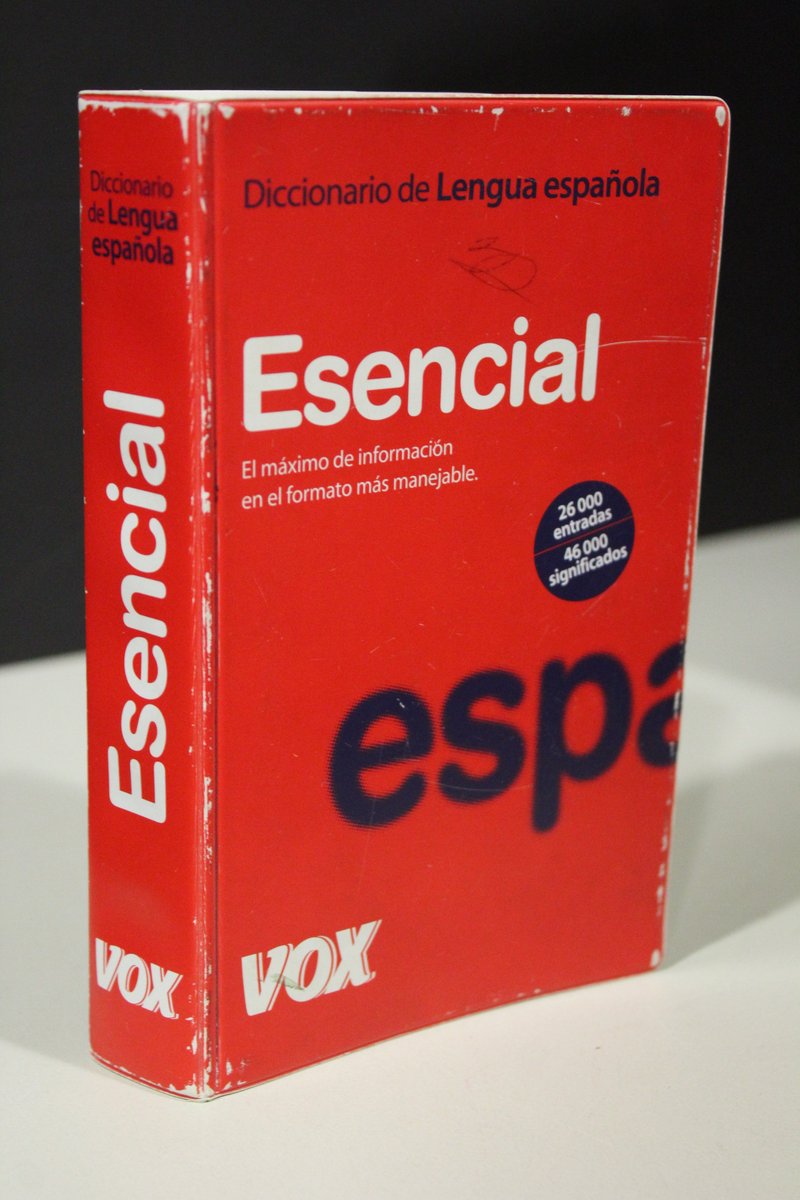 Diccionario
de Lengua
española
Esencial
VOX
Diccionario de Lengua española
Esencial
El máximo de información
en el formato más manejable.
26 000
entradas
46 000
significados
espa
VOX